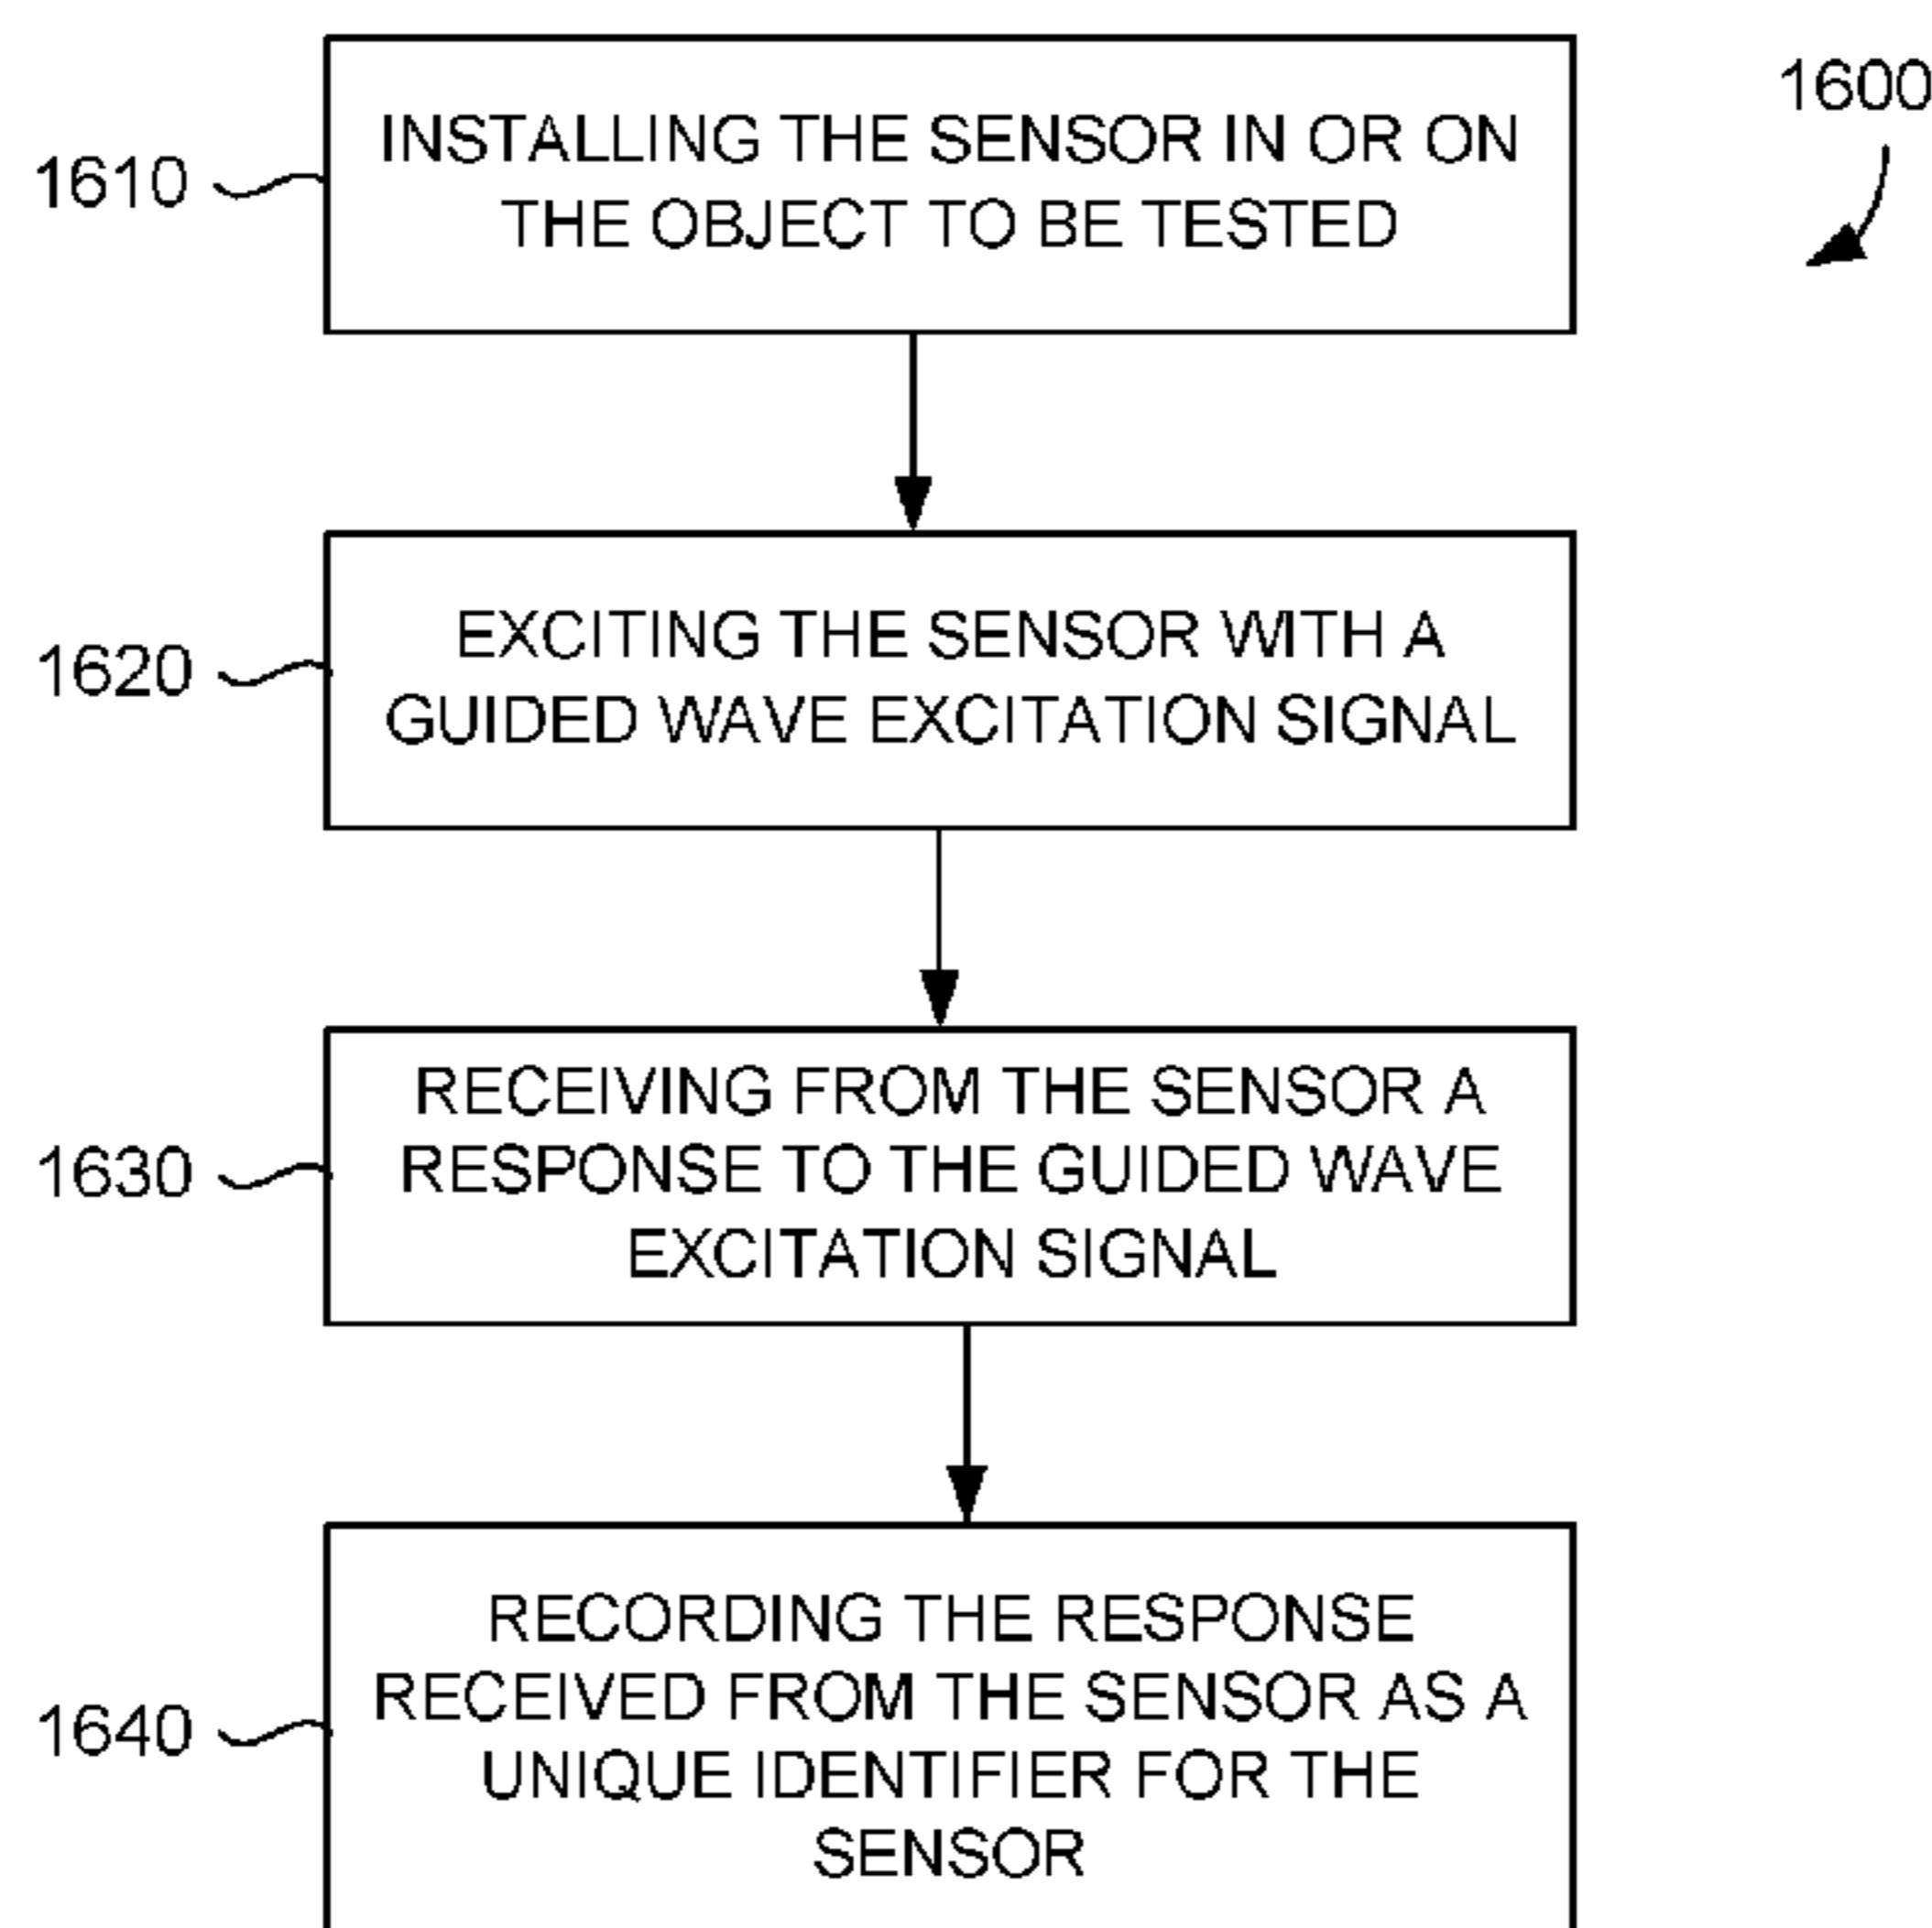 1600
1610
INSTALLING THE SENSOR IN OR ON
THE OBJECT TO BE TESTED
1620
EXCITING THE SENSOR WITH A
GUIDED WAVE EXCITATION SIGNAL
1630
RECEIVING FROM THE SENSOR A
RESPONSE TO THE GUIDED WAVE
EXCITATION SIGNAL
1640
RECORDING THE RESPONSE
RECEIVED FROM THE SENSOR AS A
UNIQUE IDENTIFIER FOR THE
SENSOR